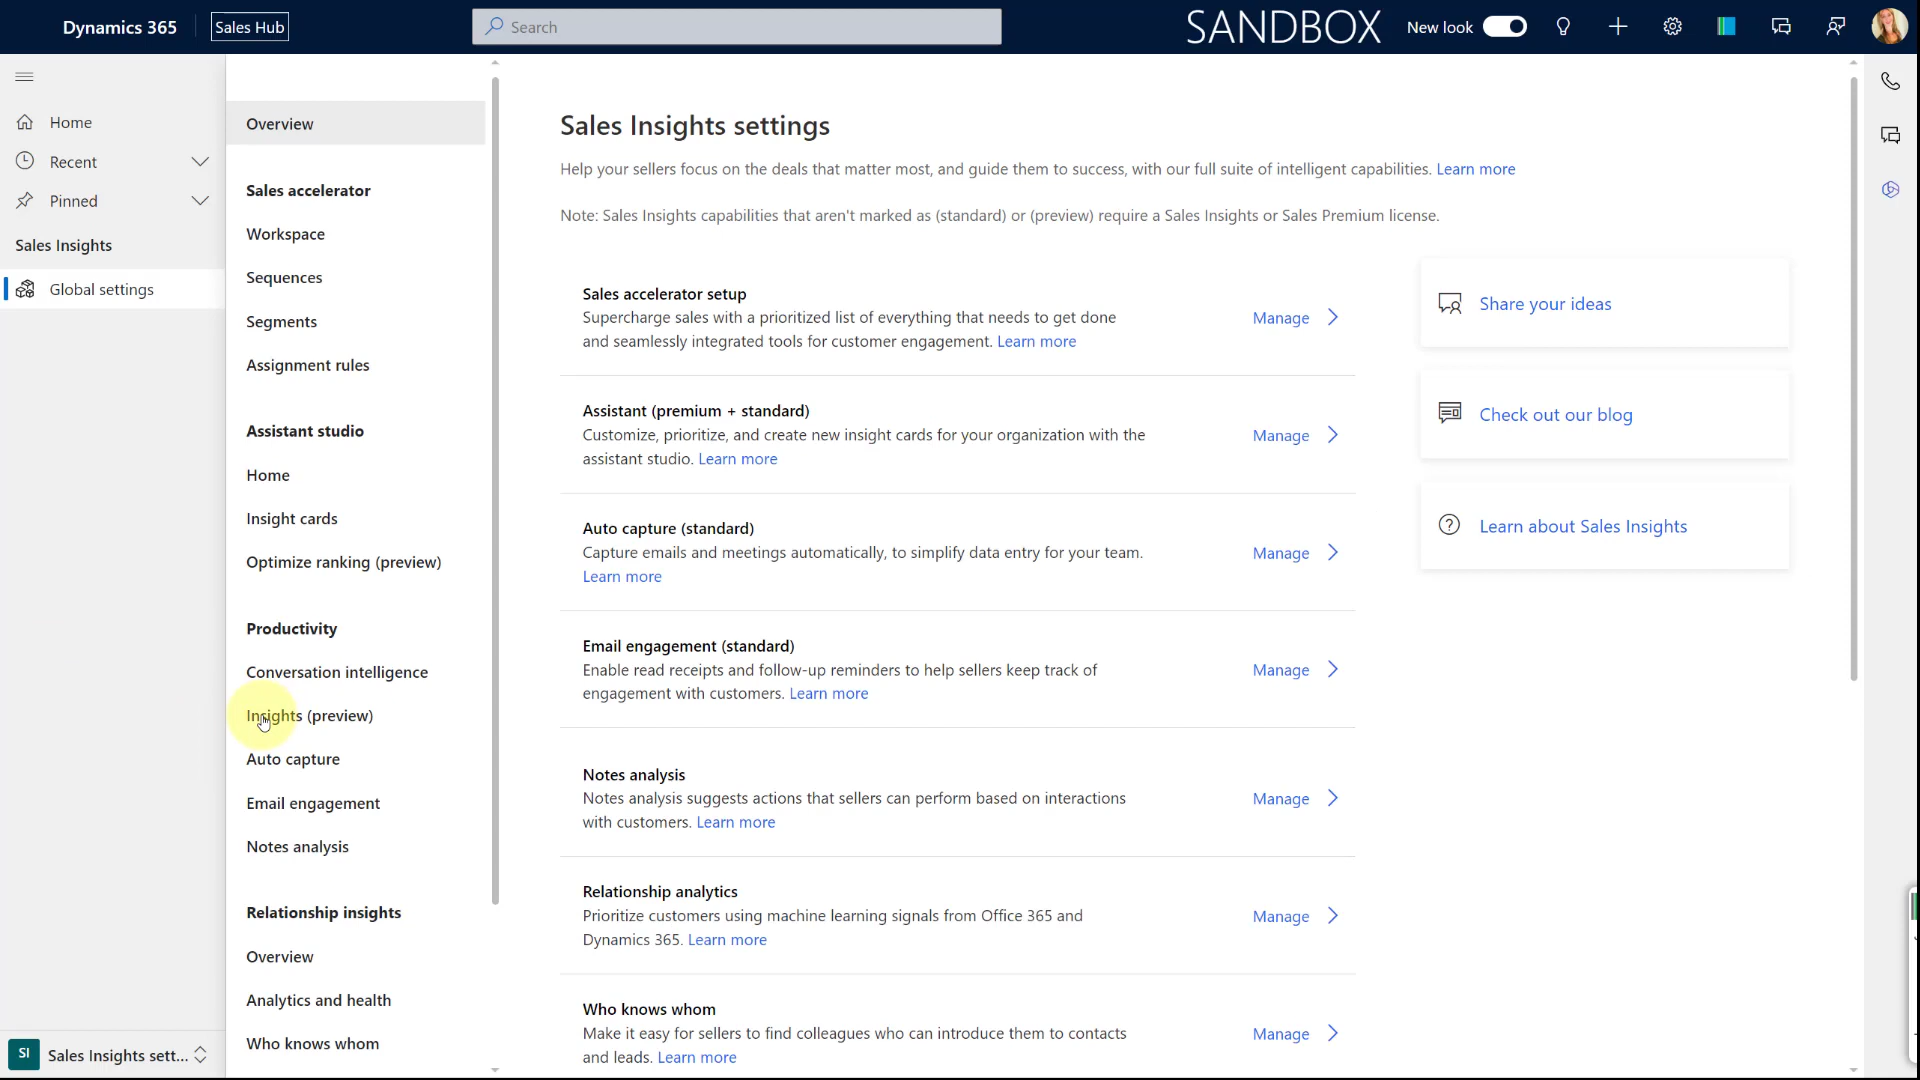 Dynamics 365
Sales Hub
Search
SANDBOX
New look
Home
Recent
Pinned
Sales Insights
Global settings
SI
Sales Insights sett...
Overview
Sales accelerator
Workspace
Sequences
Segments
Assignment rules
Assistant studio
Home
Insight cards
Optimize ranking (preview)
Productivity
Conversation intelligence
Insights (preview)
Auto capture
Email engagement
Notes analysis
Relationship insights
Overview
Analytics and health
Who knows whom
Sales Insights settings
Help your sellers focus on the deals that matter most, and guide them to success, with our full suite of intelligent capabilities. Learn more
Note: Sales Insights capabilities that aren't marked as (standard) or (preview) require a Sales Insights or Sales Premium license.
Sales accelerator setup
Supercharge sales with a prioritized list of everything that needs to get done
and seamlessly integrated tools for customer engagement. Learn more
Manage
Assistant (premium + standard)
Customize, prioritize, and create new insight cards for your organization with the
assistant studio. Learn more
Manage
Auto capture (standard)
Capture emails and meetings automatically, to simplify data entry for your team.
Learn more
Manage
Email engagement (standard)
Enable read receipts and follow-up reminders to help sellers keep track of
engagement with customers. Learn more
Manage
Notes analysis
Notes analysis suggests actions that sellers can perform based on interactions
with customers. Learn more
Manage
Relationship analytics
Prioritize customers using machine learning signals from Office 365 and
Dynamics 365. Learn more
Manage
Who knows whom
Make it easy for sellers to find colleagues who can introduce them to contacts
and leads. Learn more
Manage
Share your ideas
Check out our blog
Learn about Sales Insights